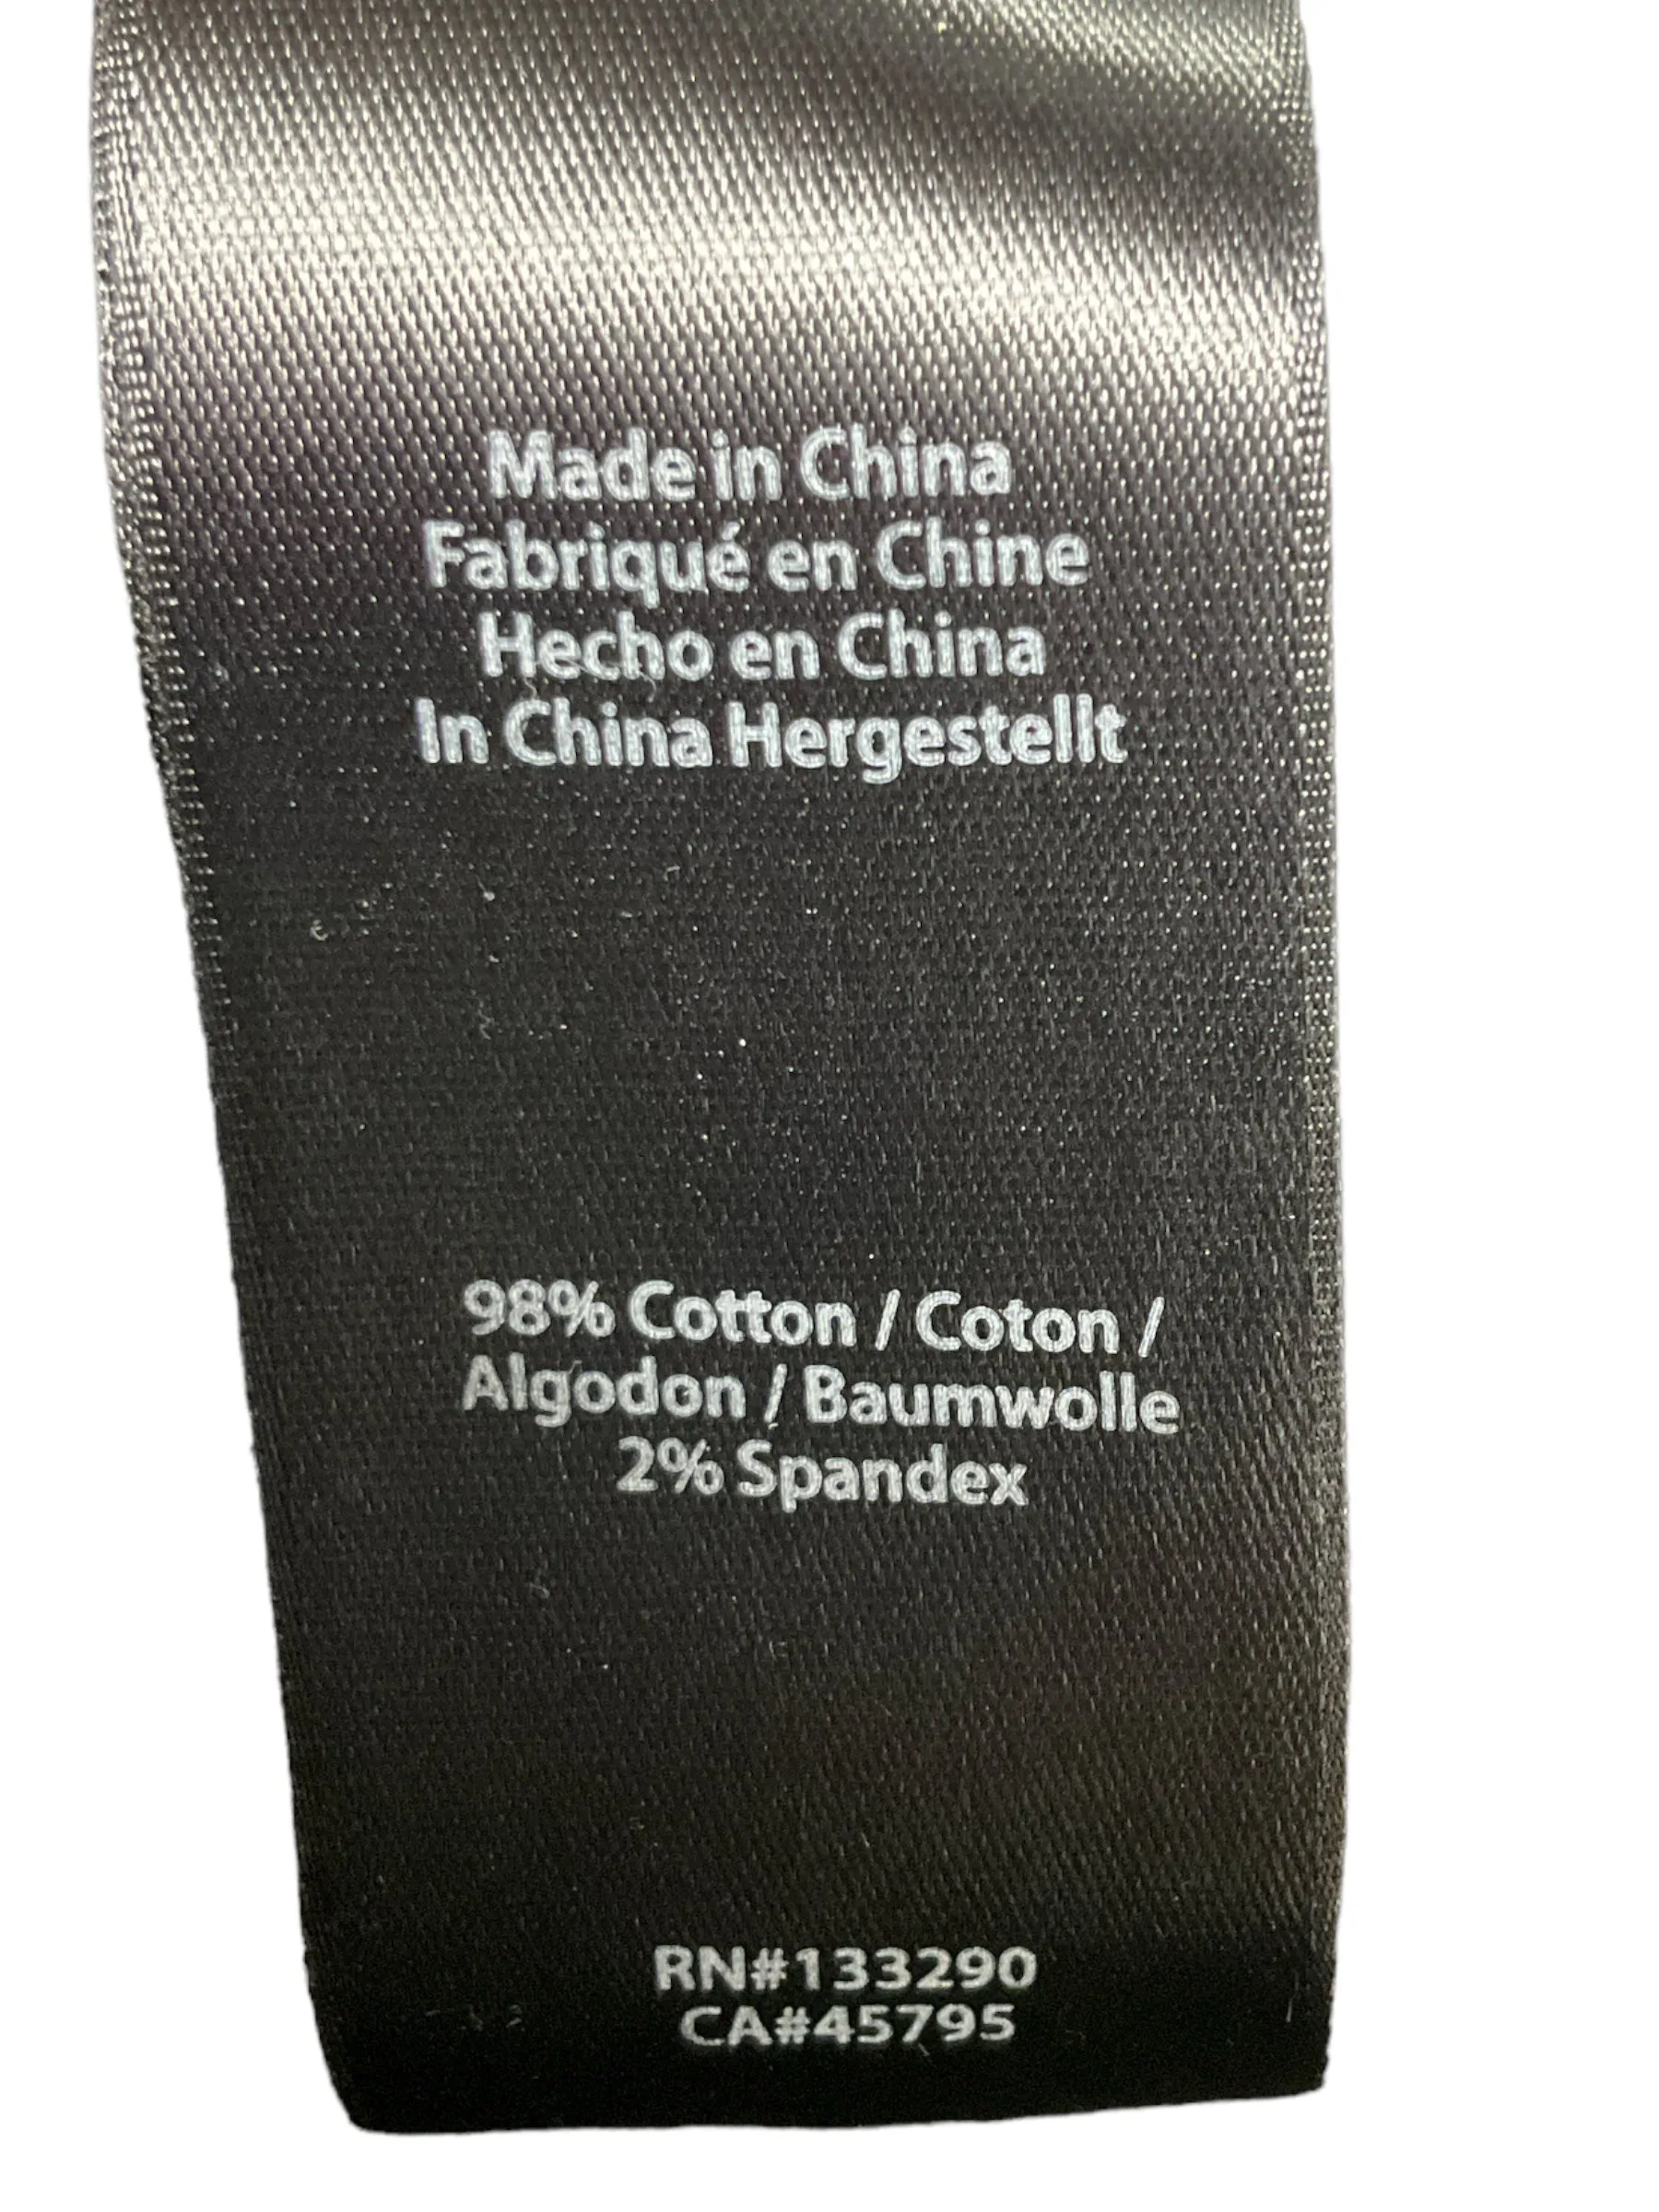 Made in China
Fabriqué en Chine
Hecho en China
In China Hergestellt
98% Cotton / Coton /
Algodon / Baumwolle
2% Spandex
RN#133290
CA#45795